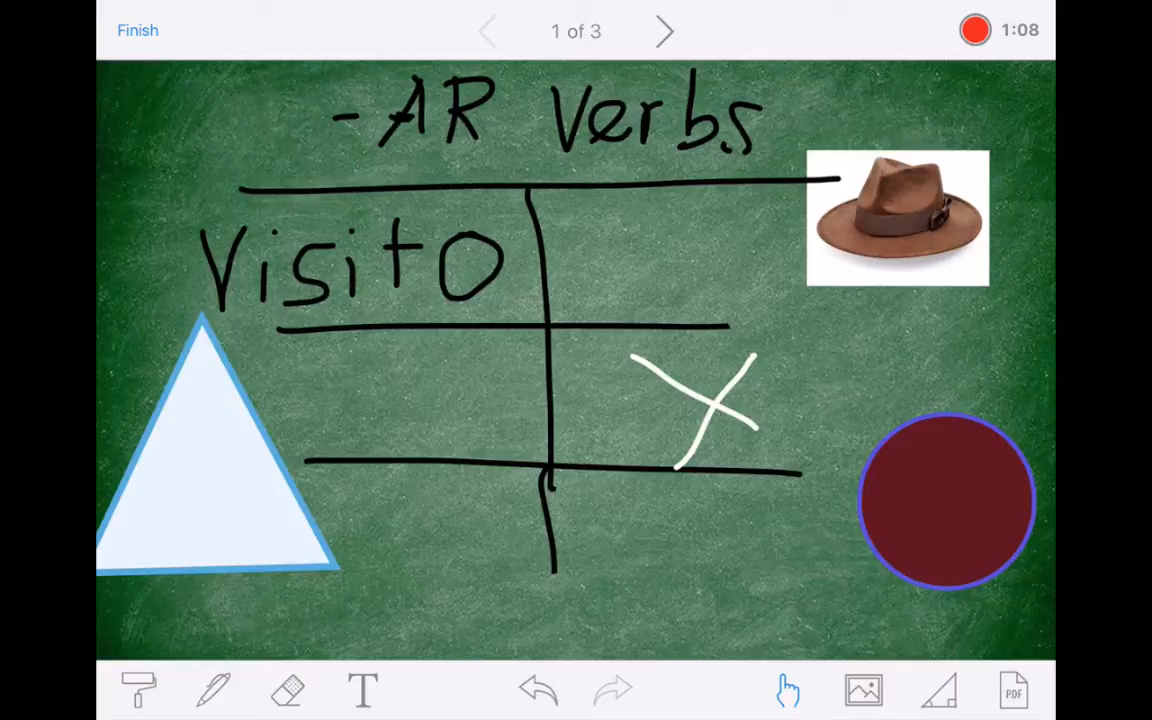 Finish
1 of 3
1:08
-AR Verbs
Visito
X
T
PDF